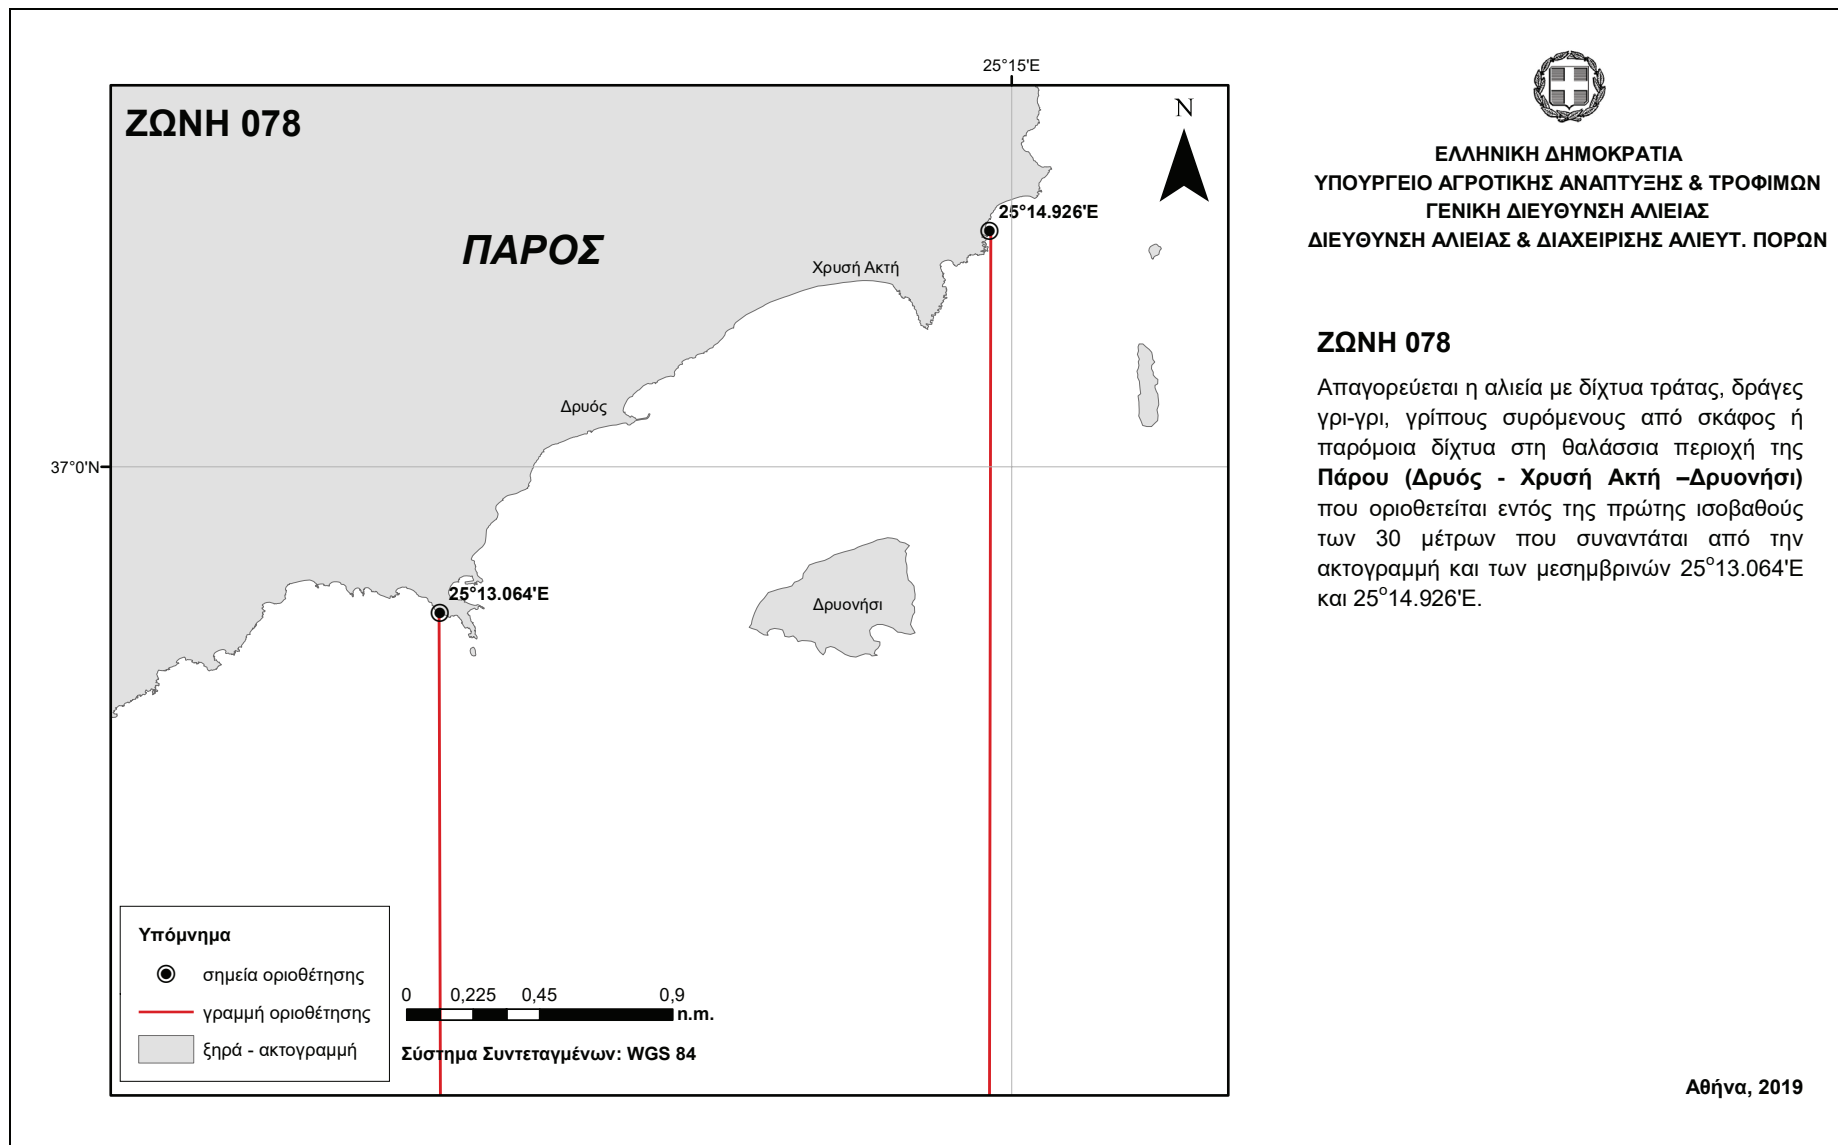 25°15'E
ΖΩΝΗ 078
N
25°14.926'E
ΠΑΡΟΣ
Χρυσή Ακτή
Δρυός
37°0'N
25°13.064'E
Δρυονήσι
Υπόμνημα
σημεία οριοθέτησης
γραμμή οριοθέτησης
ξηρά - ακτογραμμή
0 0,225 0,45 0,9
n.m.
Σύστημα Συντεταγμένων: WGS 84
ΕΛΛΗΝΙΚΗ ΔΗΜΟΚΡΑΤΙΑ
ΥΠΟΥΡΓΕΙΟ ΑΓΡΟΤΙΚΗΣ ΑΝΑΠΤΥΞΗΣ & ΤΡΟΦΙΜΩΝ
ΓΕΝΙΚΗ ΔΙΕΥΘΥΝΣΗ ΑΛΙΕΙΑΣ
ΔΙΕΥΘΥΝΣΗ ΑΛΙΕΙΑΣ & ΔΙΑΧΕΙΡΙΣΗΣ ΑΛΙΕΥΤ. ΠΟΡΩΝ
ΖΩΝΗ 078
Απαγορεύεται η αλιεία με δίχτυα τράτας, δράγες
γρι-γρι, γρίπους συρόμενους από σκάφος ή
παρόμοια δίχτυα στη θαλάσσια περιοχή της
Πάρου (Δρυός - Χρυσή Ακτή –Δρυονήσι)
που οριοθετείται εντός της πρώτης ισοβαθούς
των 30 μέτρων που συναντάται από την
ακτογραμμή και των μεσημβρινών 25°13.064'Ε
και 25°14.926'Ε.
Αθήνα, 2019